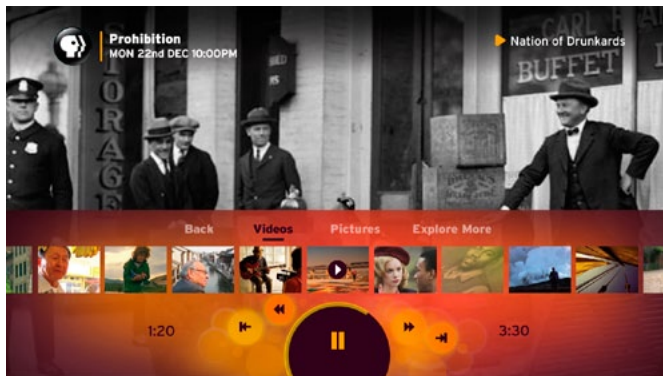 Prohibition
MON 22nd DEC 10:00PM
Nation of Drunkards
CARL
BUFFET
STORAGE
Back
Videos
Pictures
Explore More
1:20
3:30